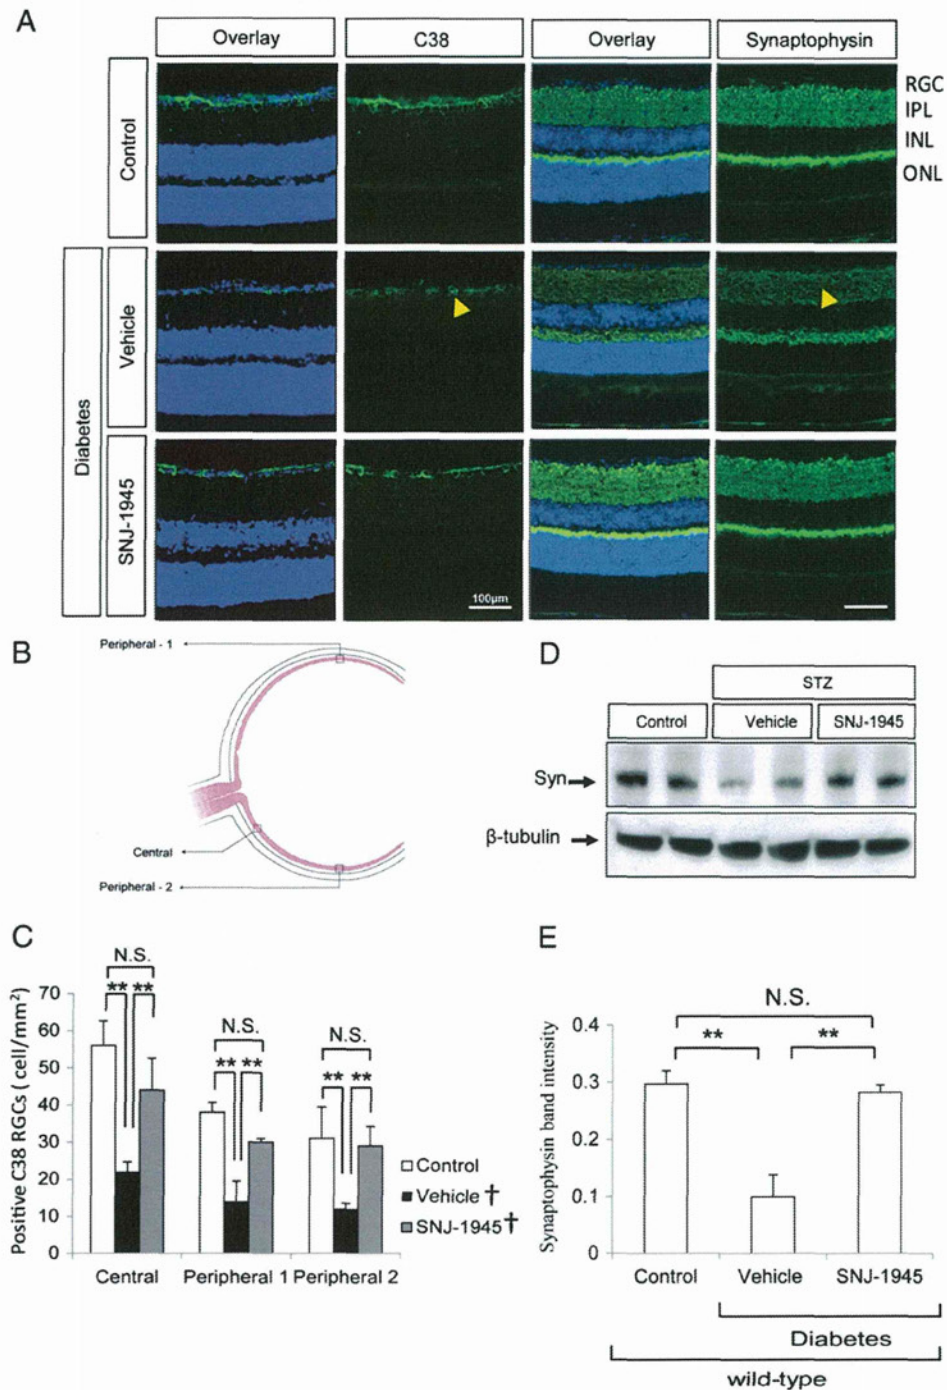 A
Overlay
C38
Overlay
Synaptophysin
Control
RGC
IPL
INL
ONL
Diabetes
Vehicle
SNJ-1945
100µm
B
Peripheral - 1
Central
Peripheral - 2
D
STZ
Control
Vehicle
SNJ-1945
Syn
β-tubulin
C
N.S.
** **
N.S.
** **
N.S.
** **
Positive C38 RGCs ( cell/mm²)
70
60
50
40
30
20
10
0
Central
Peripheral 1
Peripheral 2
Control
Vehicle †
SNJ-1945†
E
N.S.
**
**
Synaptophysin band intensity
0.4
0.3
0.2
0.1
0
Control
Vehicle
SNJ-1945
Diabetes
wild-type